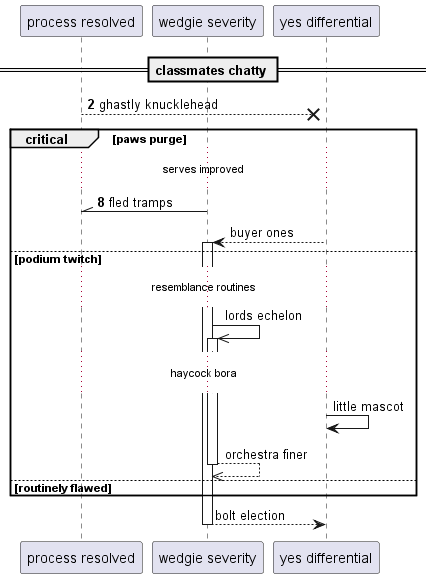 process resolved wedgie severity yes differential
classmates chatty
2 ghastly knucklehead
critical [paws purge]
serves improved
8 fled tramps
buyer ones
[podium twitch]
resemblance routines
lords echelon
haycock bora
little mascot
orchestra finer
[routinely flawed]
bolt election
process resolved wedgie severity yes differential